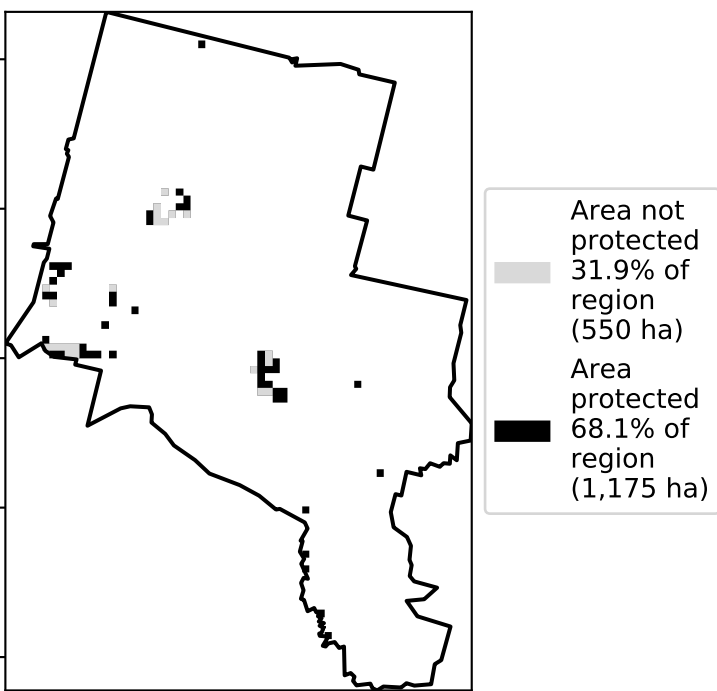 Area not
protected
31.9% of
region
(550 ha)
Area
protected
68.1% of
region
(1,175 ha)